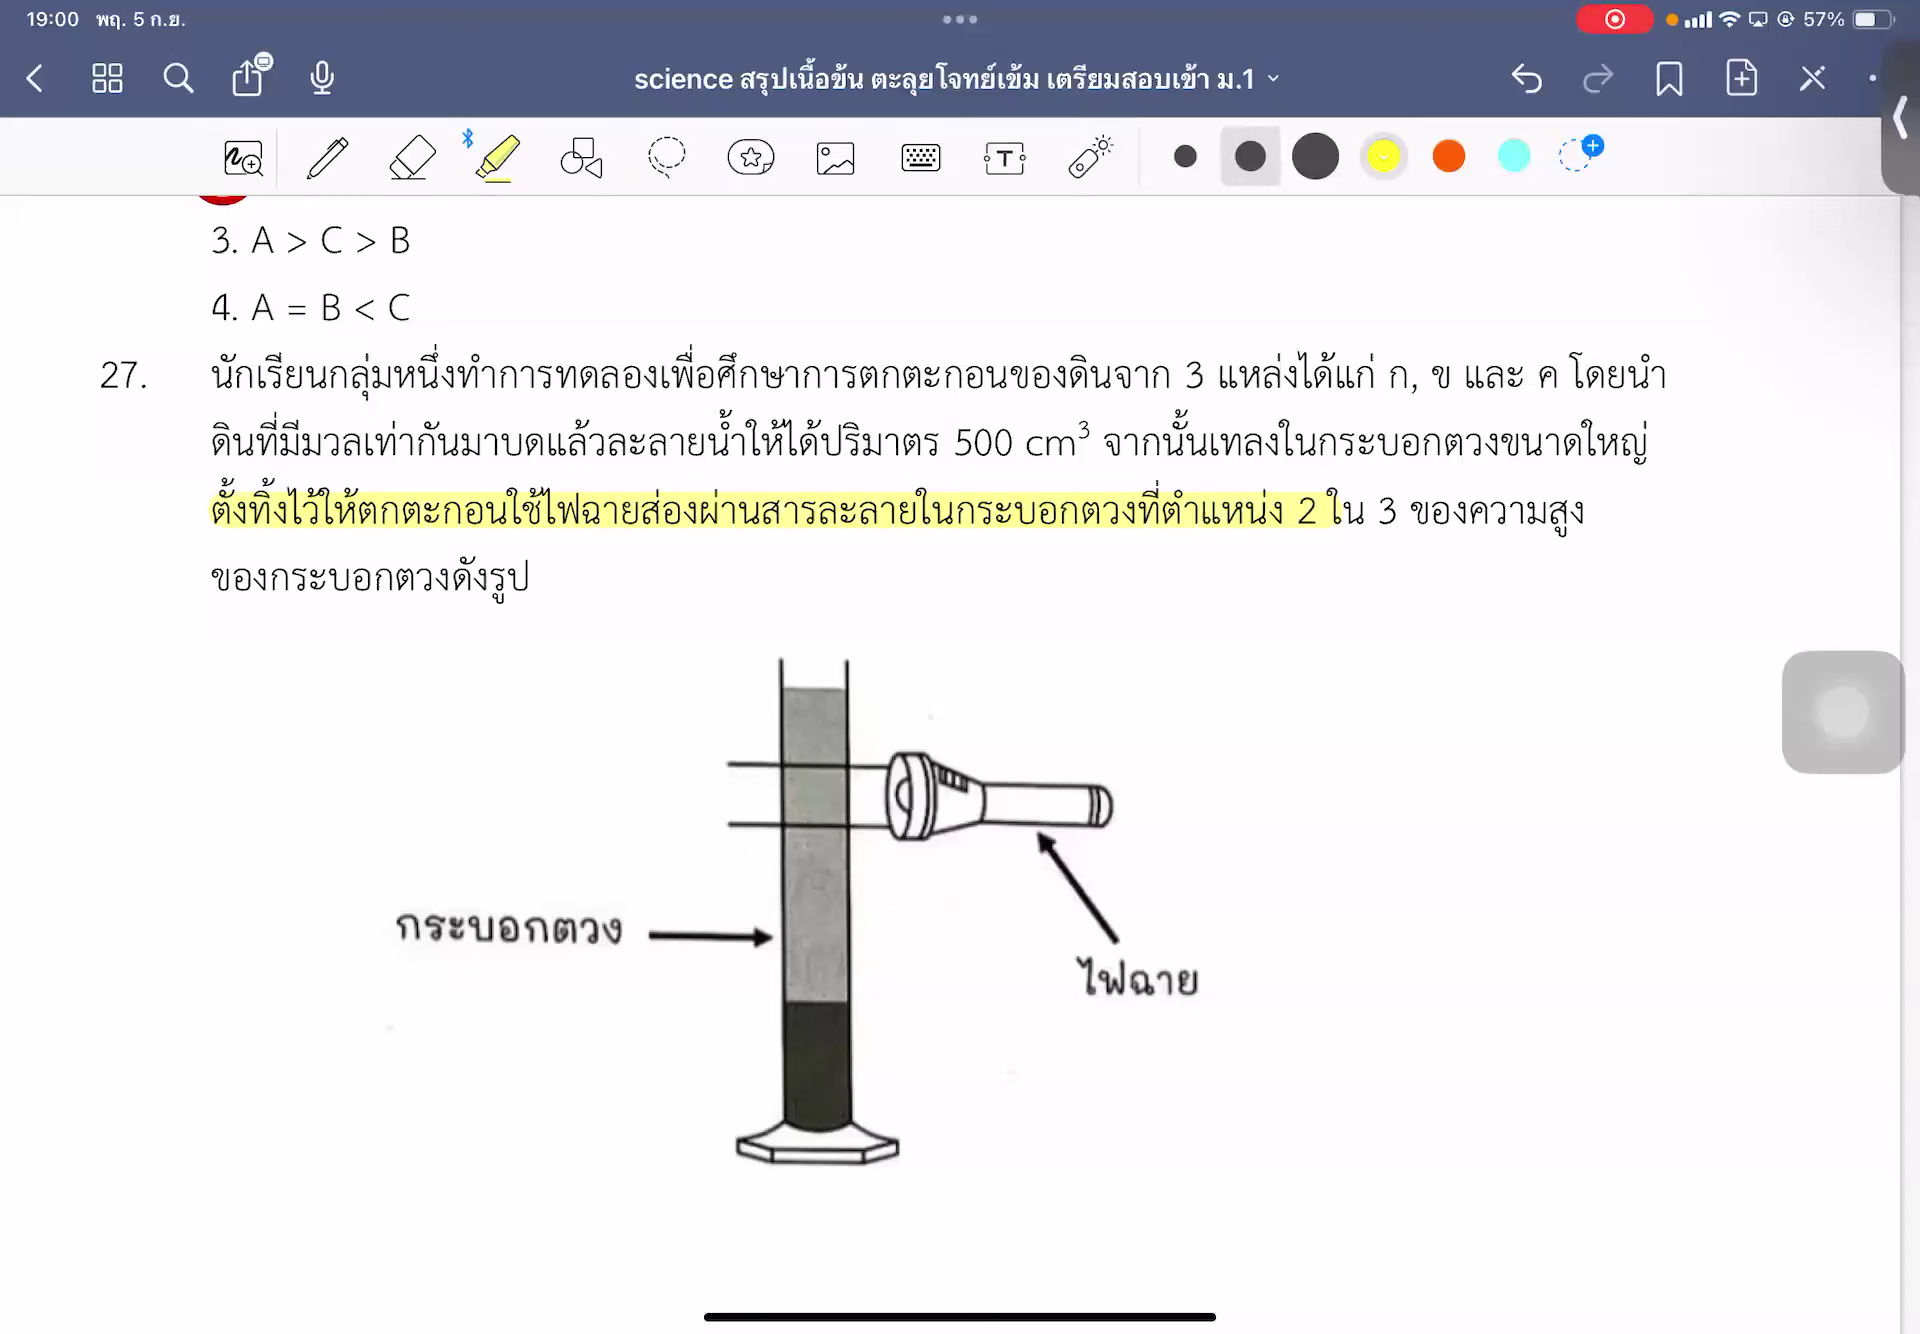 19:00 พฤ. 5 ก.ย.
57%
science สรุปเนื้อข้น ตะลุยโจทย์เข้ม เตรียมสอบเข้า ม.1
3. A > C > B
4. A = B < C
27. นักเรียนกลุ่มหนึ่งทำการทดลองเพื่อศึกษาการตกตะกอนของดินจาก 3 แหล่งได้แก่ ก, ข และ ค โดยนำ
ดินที่มีมวลเท่ากันมาบดแล้วละลายน้ำให้ได้ปริมาตร 500 cm³ จากนั้นเทลงในกระบอกตวงขนาดใหญ่
ตั้งทิ้งไว้ให้ตกตะกอนใช้ไฟฉายส่องผ่านสารละลายในกระบอกตวงที่ตำแหน่ง 2 ใน 3 ของความสูง
ของกระบอกตวงดังรูป
กระบอกตวง
ไฟฉาย